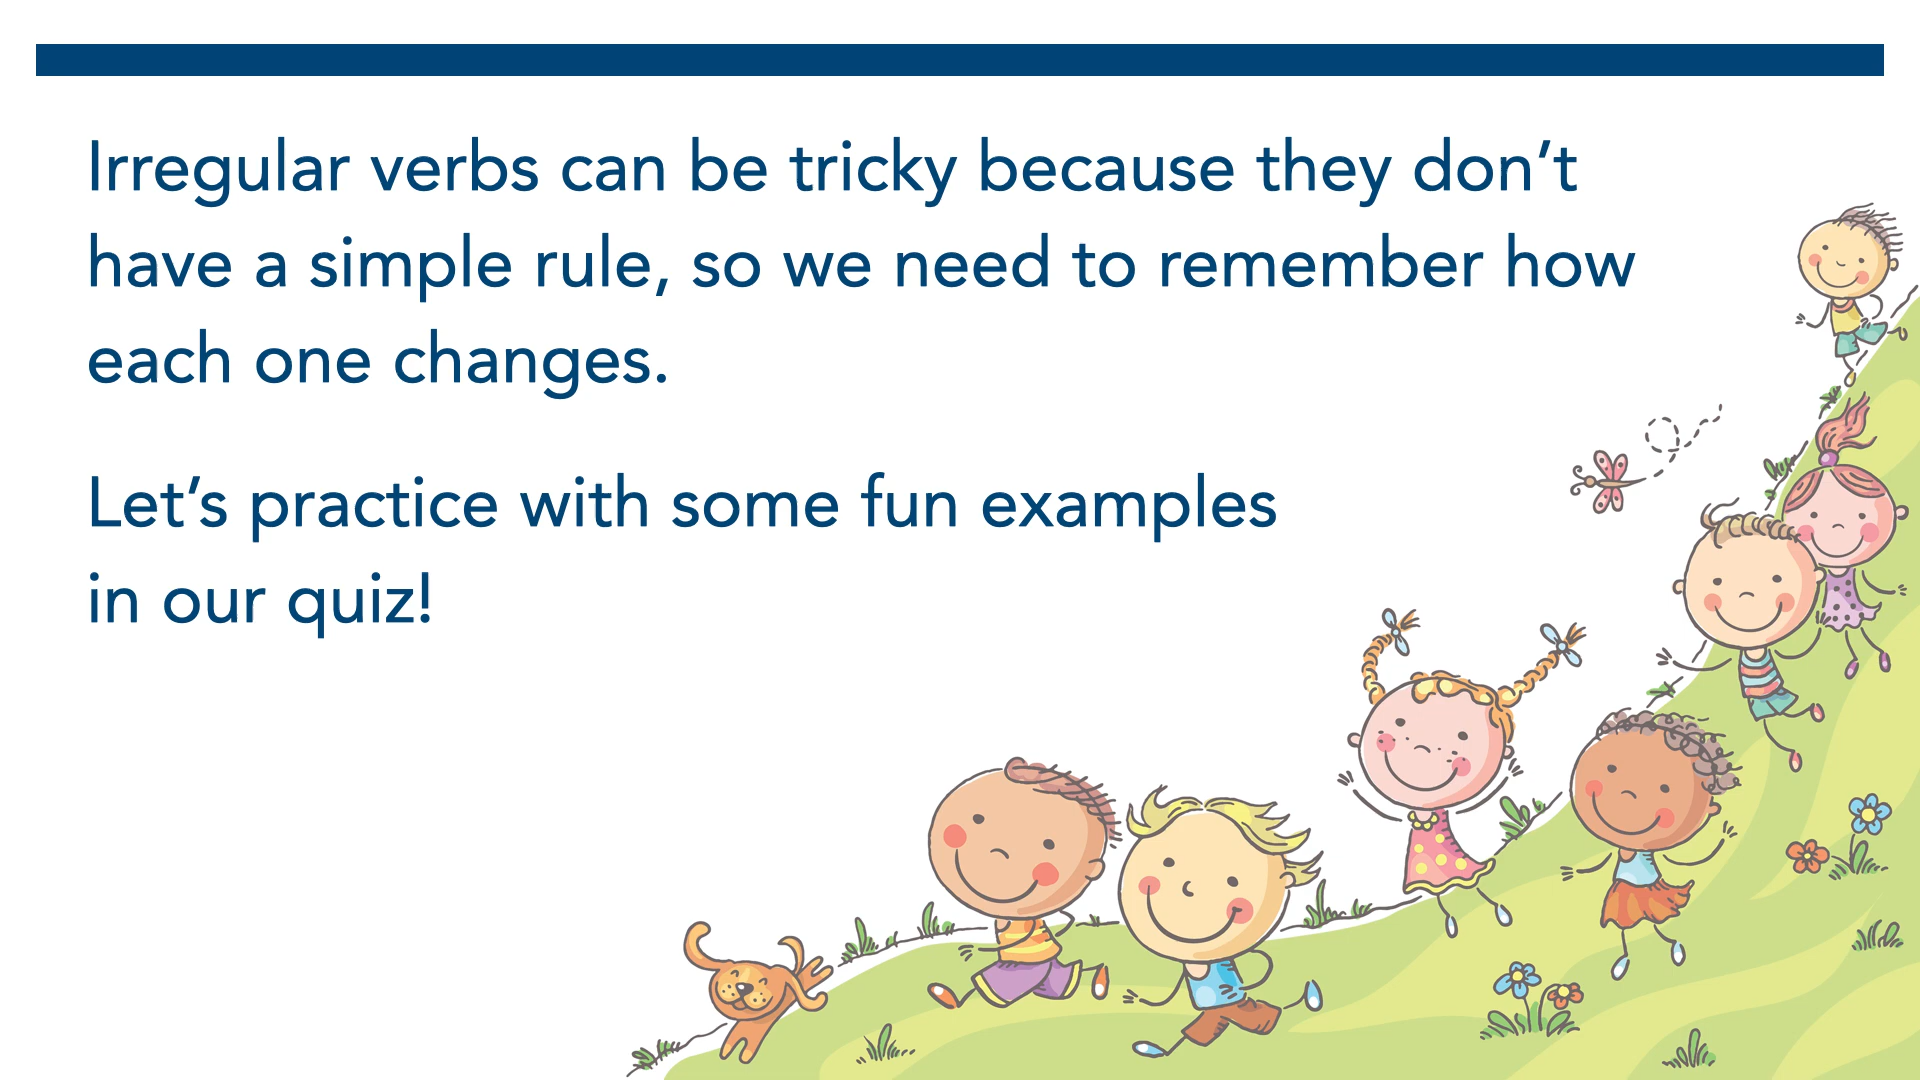 Irregular verbs can be tricky because they don’t
have a simple rule, so we need to remember how
each one changes.
Let’s practice with some fun examples
in our quiz!